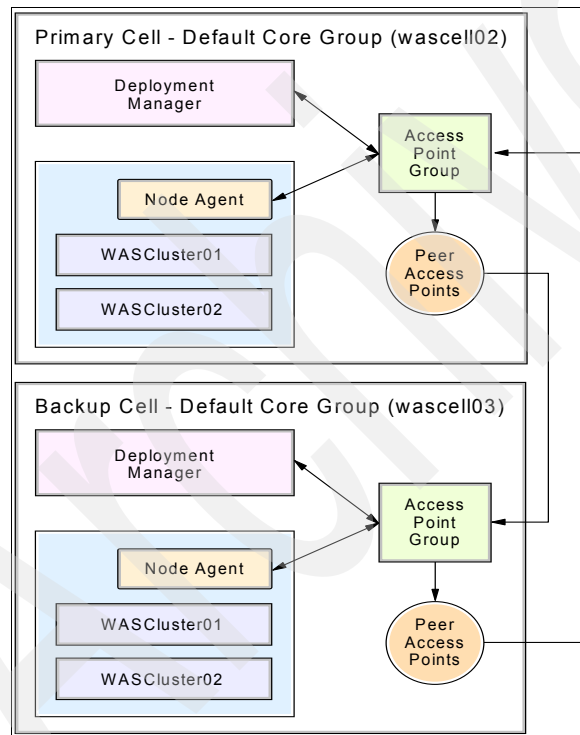 Primary Cell - Default Core Group (wascell02)
Deployment
Manager
Access
Point
Group
Node Agent
WASCluster01
WASCluster02
Peer
Access
Points
Backup Cell - Default Core Group (wascell03)
Deployment
Manager
Access
Point
Group
Node Agent
WASCluster01
WASCluster02
Peer
Access
Points